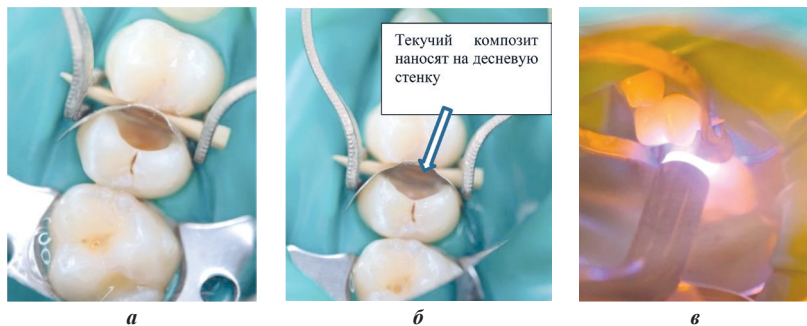 Текучий композит
наносят на десневую
стенку
а
б
в